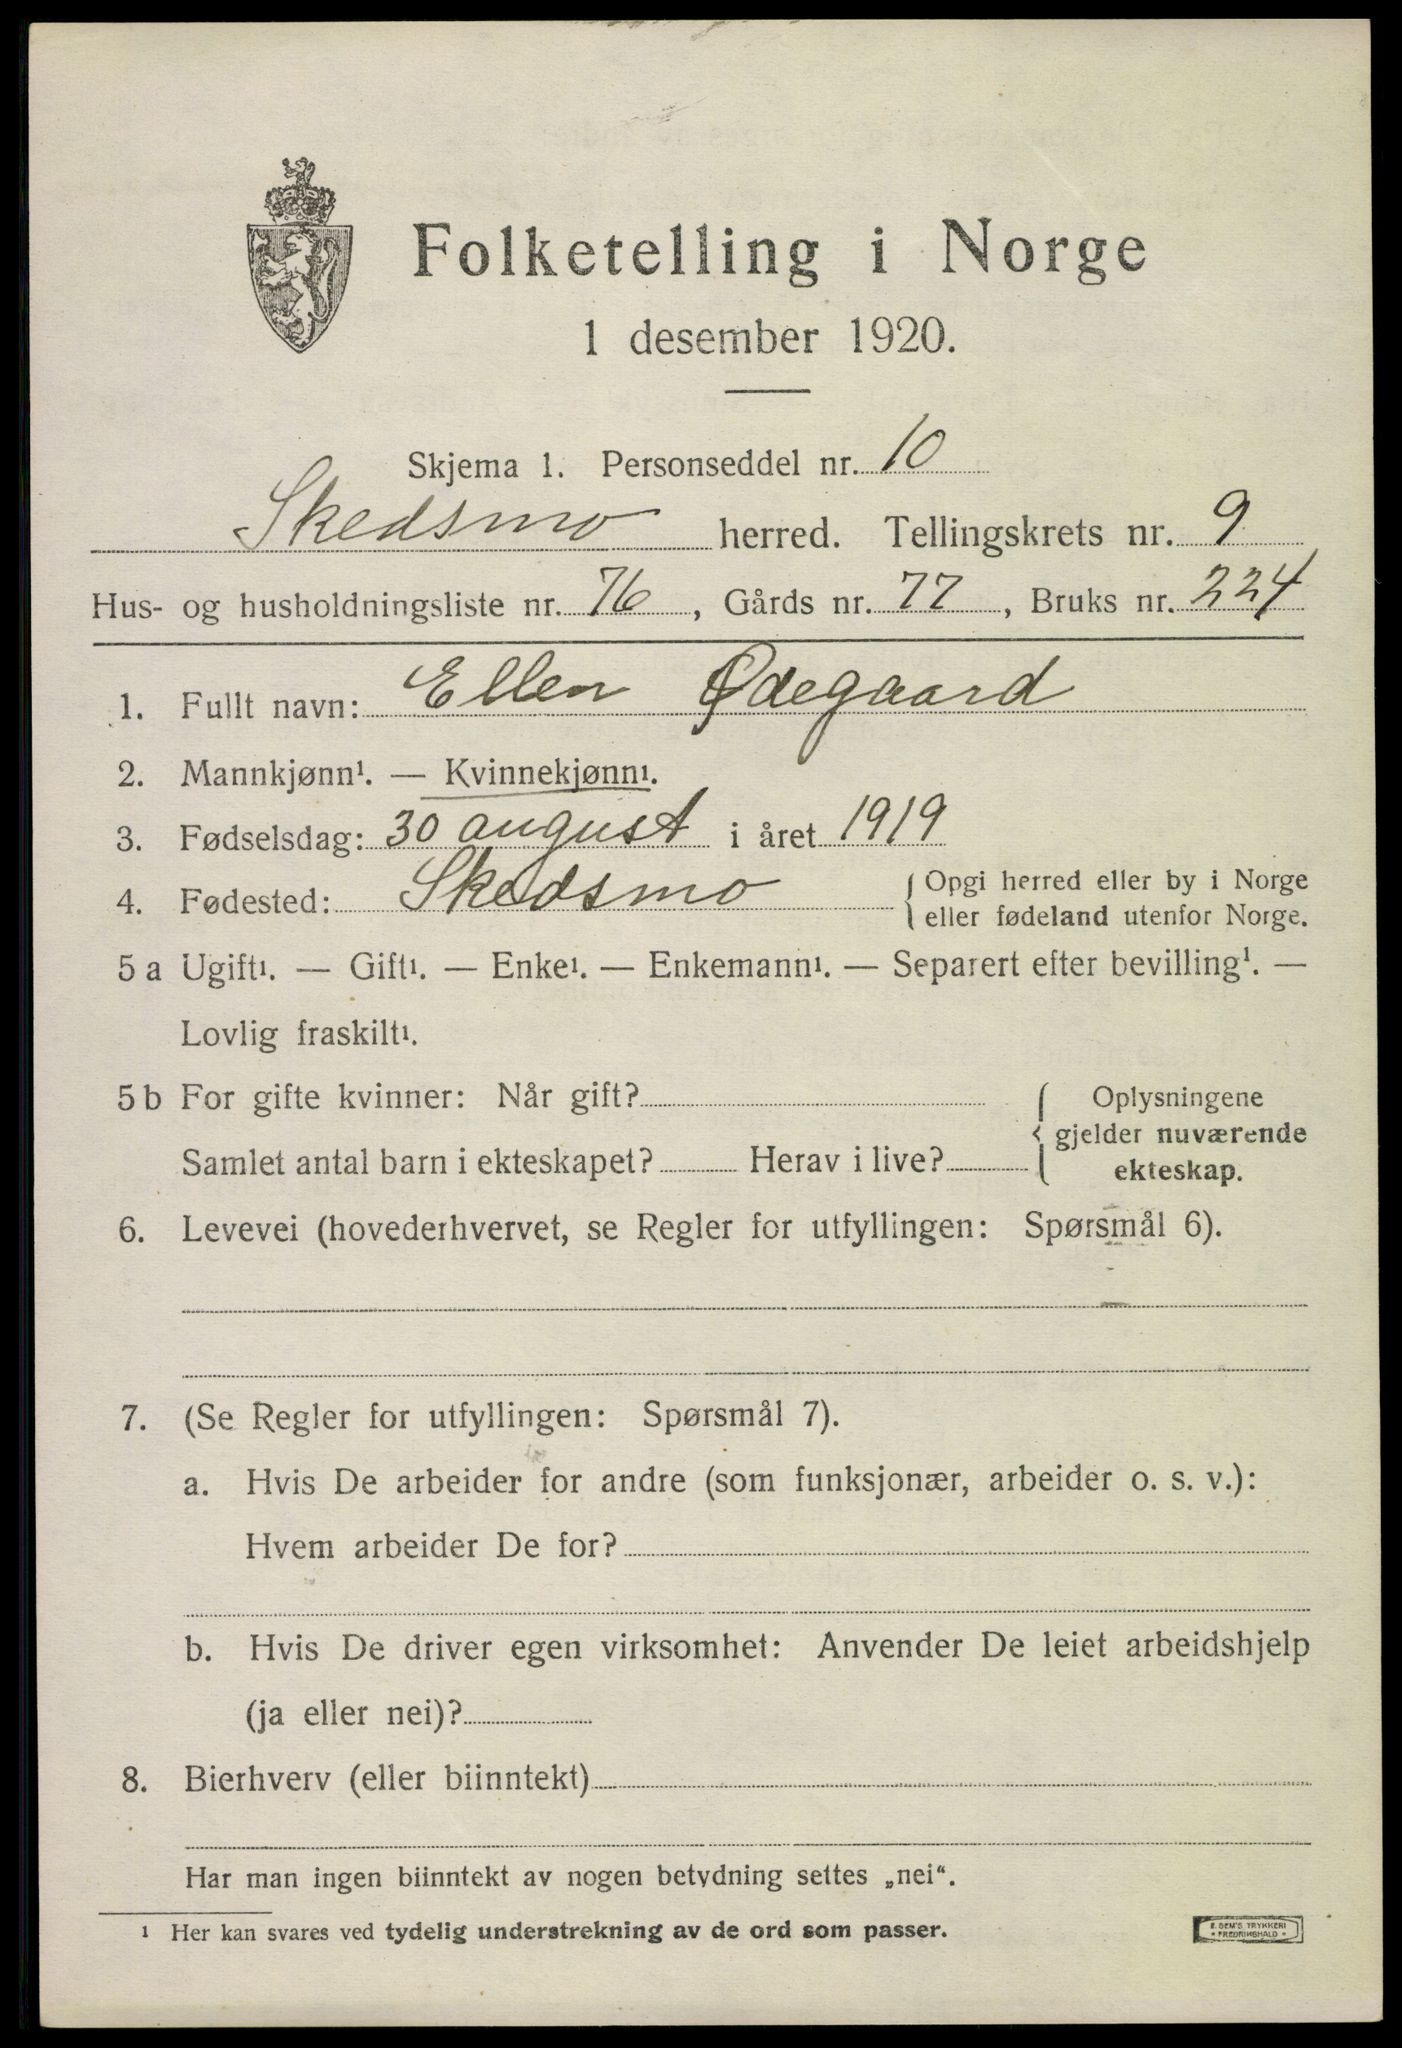 Folketelling i Norge
1 desember 1920.
Skjema 1. Personseddel nr. 10
Skedsmo herred. Tellingskrets nr. 9
Hus- og husholdningsliste nr. 76, Gårds nr. 77, Bruks nr. 224
1. Fullt navn: Ellen Ødegaard
2. Mannkjønn¹. — Kvinnekjønn¹.
3. Fødselsdag: 30 august i året 1919
4. Fødested: Skedsmo { Opgi herred eller by i Norge
eller fødeland utenfor Norge.
5 a Ugift¹. — Gift¹. — Enke¹. — Enkemann¹. — Separert efter bevilling¹. —
Lovlig fraskilt¹.
5 b For gifte kvinner: Når gift? { Oplysningene
gjelder nuværende
Samlet antal barn i ekteskapet? Herav i live? ekteskap.
6. Levevei (hovederhvervet, se Regler for utfyllingen: Spørsmål 6).
7. (Se Regler for utfyllingen: Spørsmål 7).
a. Hvis De arbeider for andre (som funksjonær, arbeider o. s. v.):
Hvem arbeider De for?
b. Hvis De driver egen virksomhet: Anvender De leiet arbeidshjelp
(ja eller nei)?
8. Bierhverv (eller biinntekt)
Har man ingen biinntekt av nogen betydning settes „nei“.
¹ Her kan svares ved tydelig understrekning av de ord som passer.
E. SEM'S TRYKKERI
* FREDRIKSHALD *